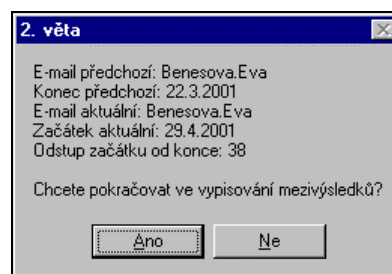 2. věta
E-mail předchozí: Benesova.Eva
Konec předchozí: 22.3.2001
E-mail aktuální: Benesova.Eva
Začátek aktuální: 29.4.2001
Odstup začátku od konce: 38
Chcete pokračovat ve vypisování mezivýsledků?
Ano
Ne